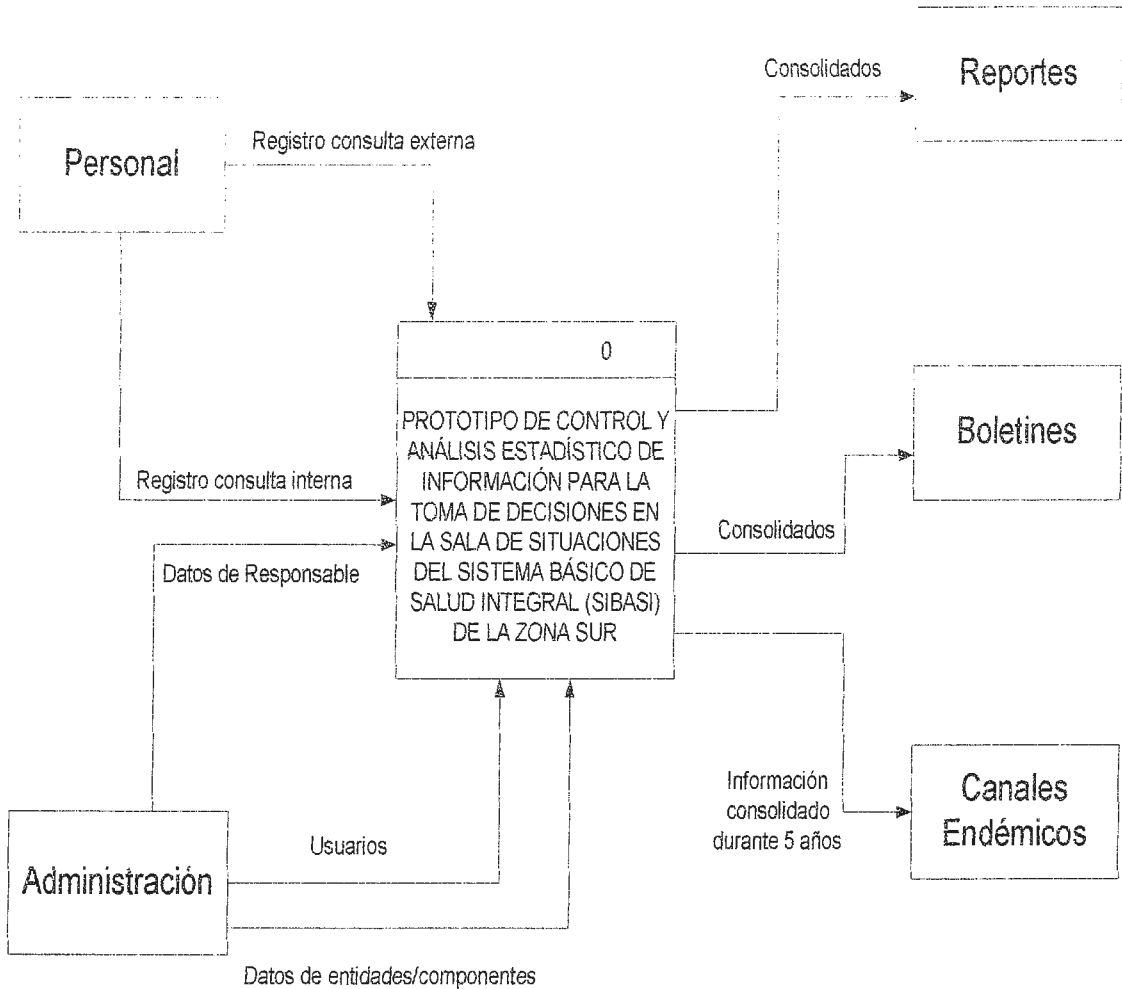 Consolidados
Reportes
Personal
Registro consulta externa
0
PROTOTIPO DE CONTROL Y
ANÁLISIS ESTADÍSTICO DE
INFORMACIÓN PARA LA
TOMA DE DECISIONES EN
LA SALA DE SITUACIONES
DEL SISTEMA BÁSICO DE
SALUD INTEGRAL (SIBASI)
DE LA ZONA SUR
Boletines
Registro consulta interna
Consolidados
Datos de Responsable
Información
consolidado
durante 5 años
Canales
Endémicos
Usuarios
Administración
Datos de entidades/componentes